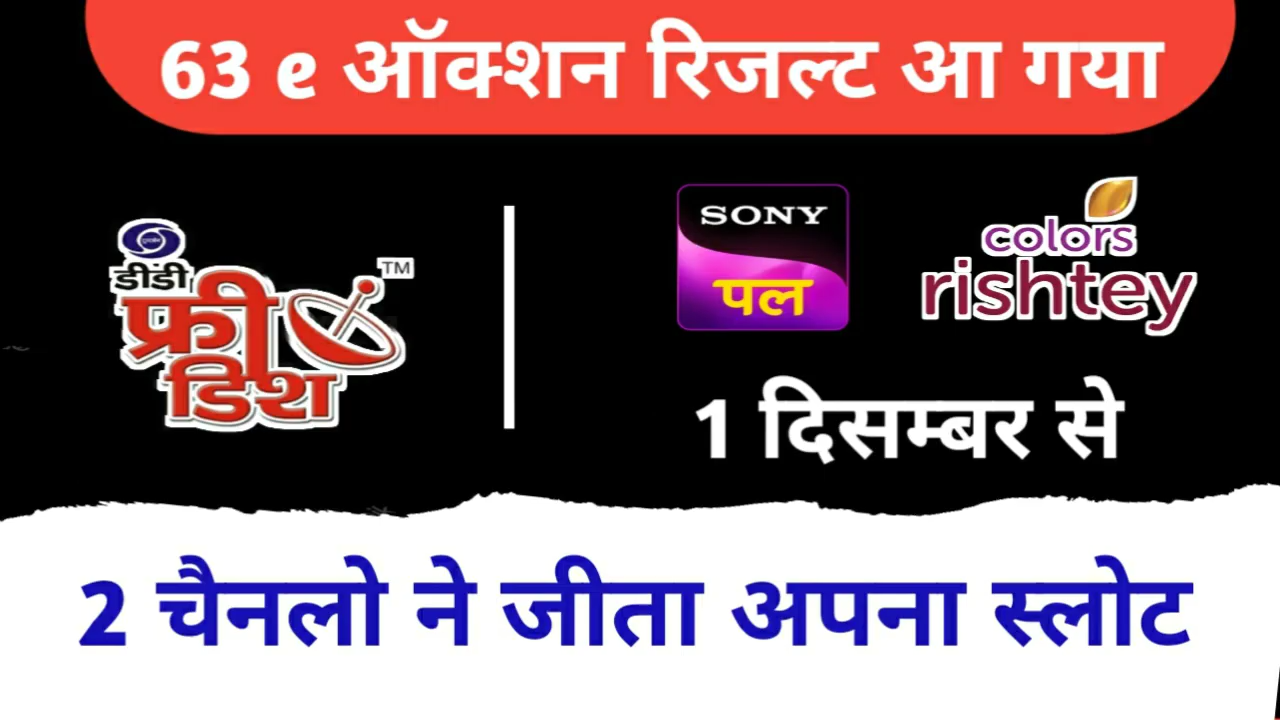 63 e ऑक्शन रिजल्ट आ गया
डीडी
फ्री
डिश
TM
SONY
पल
colors
rishtey
1 दिसम्बर से
2 चैनलो ने जीता अपना स्लोट